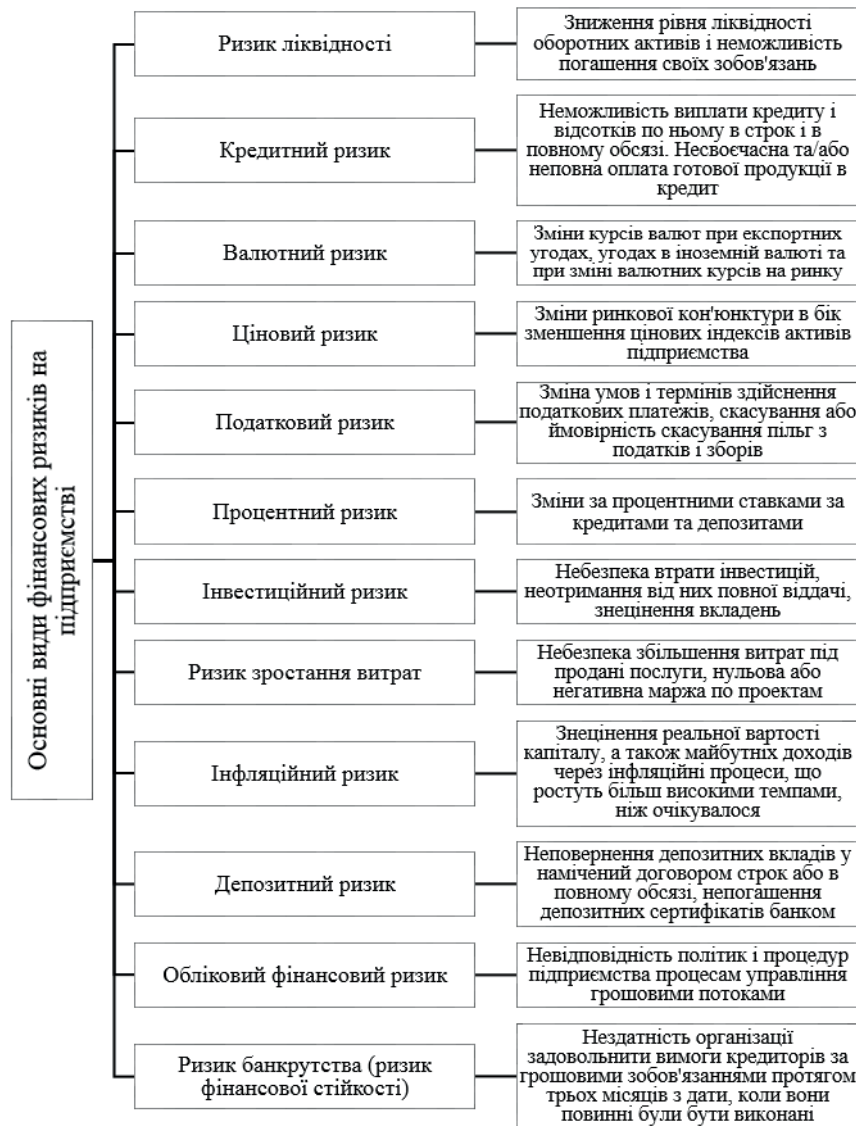 Основні види фінансових ризиків на
підприємстві
Ризик ліквідності
Зниження рівня ліквідності
оборотних активів і неможливість
погашення своїх зобов'язань
Кредитний ризик
Неможливість виплати кредиту і
відсотків по ньому в строк і в
повному обсязі. Несвоєчасна та/або
неповна оплата готової продукції в
кредит
Валютний ризик
Зміни курсів валют при експортних
угодах, угодах в іноземній валюті та
при зміні валютних курсів на ринку
Ціновий ризик
Зміни ринкової кон'юнктури в бік
зменшення цінових індексів активів
підприємства
Податковий ризик
Зміна умов і термінів здійснення
податкових платежів, скасування або
ймовірність скасування пільг з
податків і зборів
Процентний ризик
Зміни за процентними ставками за
кредитами та депозитами
Інвестиційний ризик
Небезпека втрати інвестицій,
неотримання від них повної віддачі,
знецінення вкладень
Ризик зростання витрат
Небезпека збільшення витрат під
продані послуги, нульова або
негативна маржа по проектам
Інфляційний ризик
Знецінення реальної вартості
капіталу, а також майбутніх доходів
через інфляційні процеси, що
ростуть більш високими темпами,
ніж очікувалося
Депозитний ризик
Неповернення депозитних вкладів у
намічений договором строк або в
повному обсязі, непогашення
депозитних сертифікатів банком
Обліковий фінансовий ризик
Невідповідність політик і процедур
підприємства процесам управління
грошовими потоками
Ризик банкрутства (ризик
фінансової стійкості)
Нездатність організації
задовольнити вимоги кредиторів за
грошовими зобов'язаннями протягом
трьох місяців з дати, коли вони
повинні були бути виконані